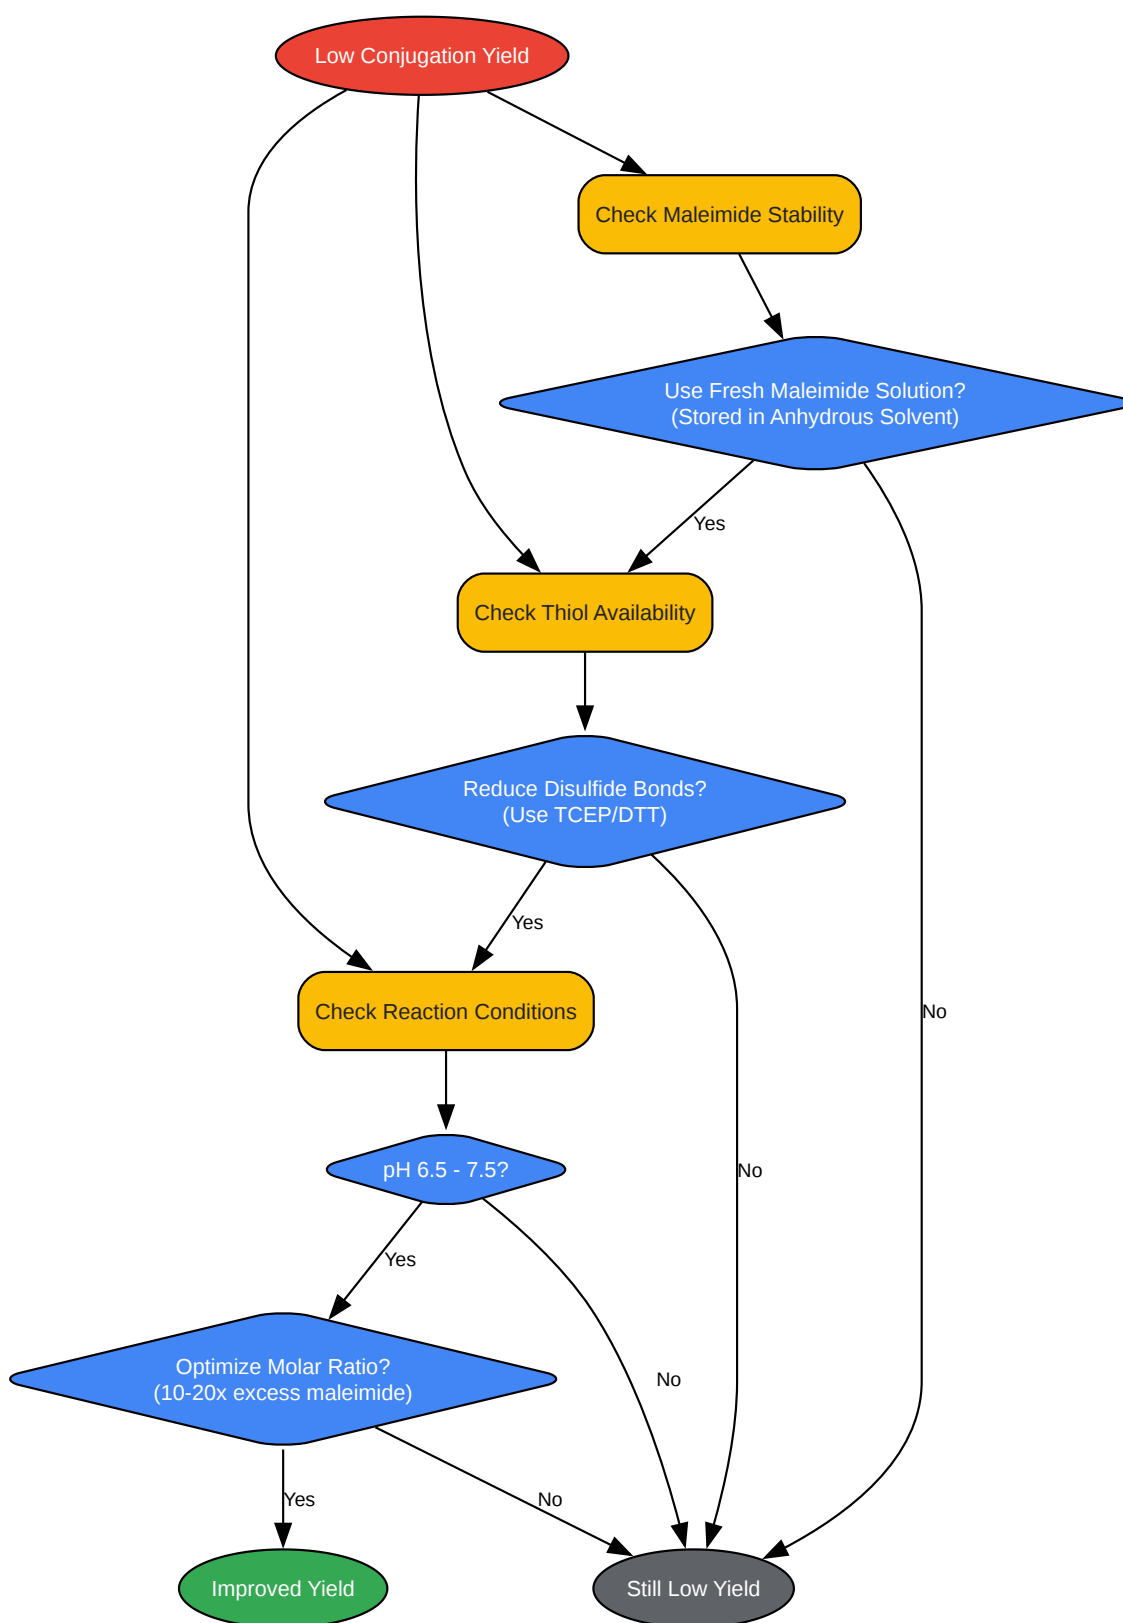 Low Conjugation Yield
Check Maleimide Stability
Use Fresh Maleimide Solution?
(Stored in Anhydrous Solvent)
Yes
Check Thiol Availability
Reduce Disulfide Bonds?
(Use TCEP/DTT)
Yes
Check Reaction Conditions
No
pH 6.5 - 7.5?
No
Yes
Optimize Molar Ratio?
(10-20x excess maleimide)
No
Yes
No
Improved Yield
Still Low Yield